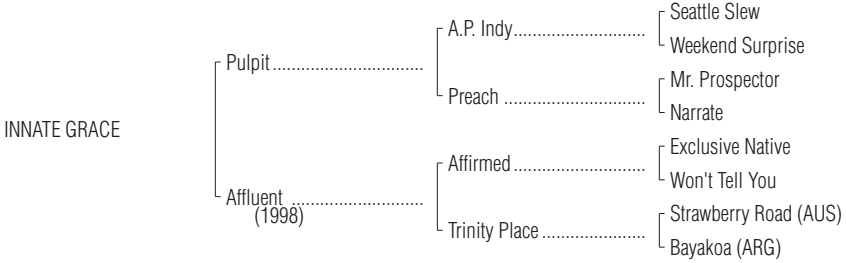 Seattle Slew
A.P. Indy..............................
Weekend Surprise
Pulpit..................................
Mr. Prospector
Preach ................................
Narrate
INNATE GRACE
Exclusive Native
Affirmed..............................
Won't Tell You
Affluent ..............................
(1998)
Strawberry Road (AUS)
Trinity Place........................
Bayakoa (ARG)